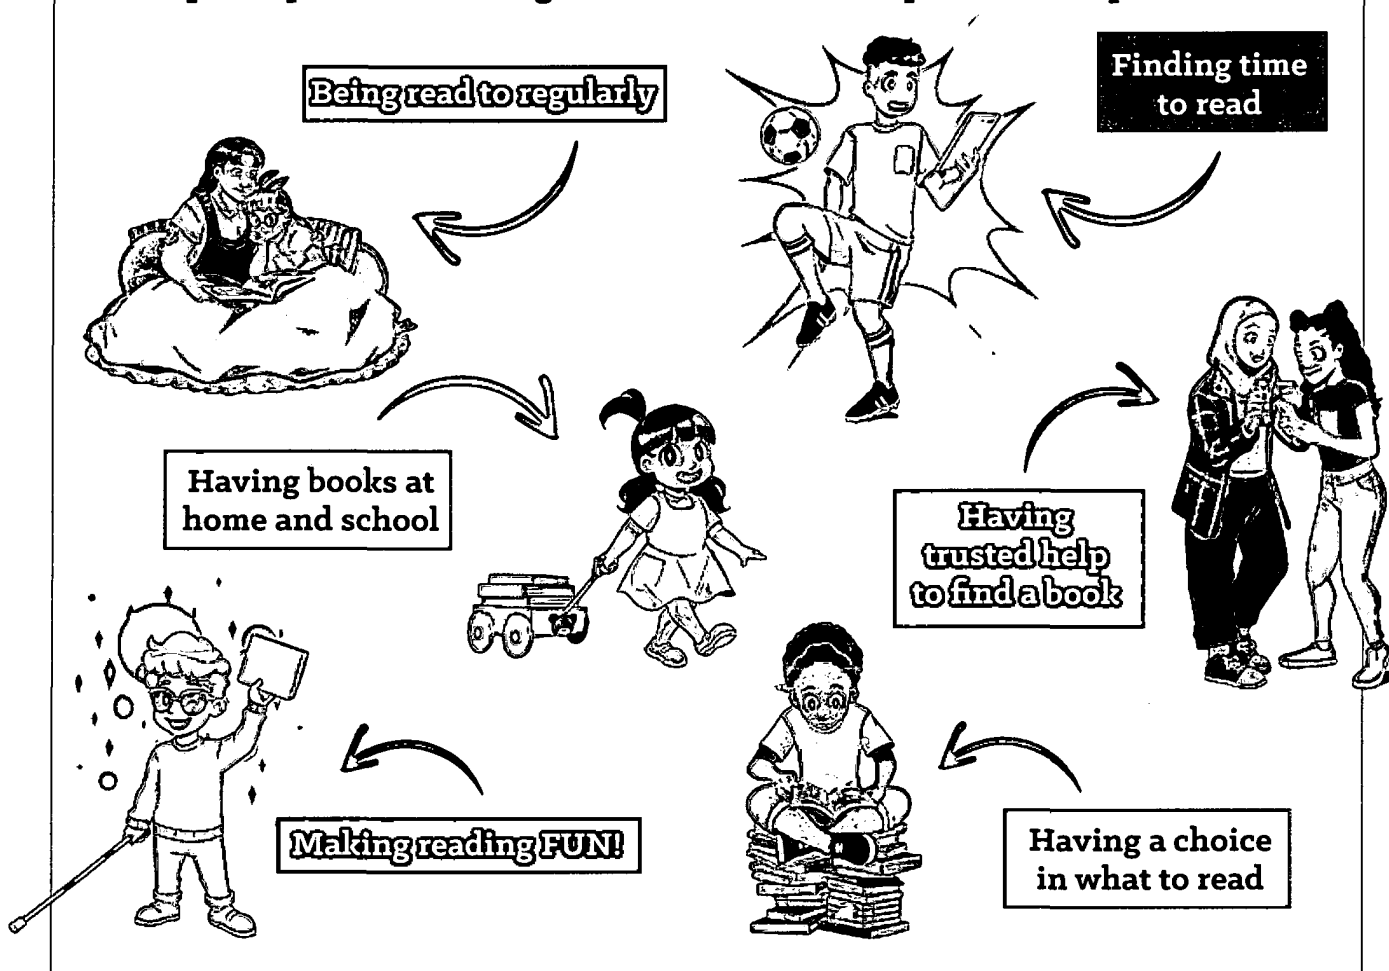 Being read to regularly
Finding time
to read
Having books at
home and school
Having
trusted help
to find a book
Making reading FUN!
Having a choice
in what to read